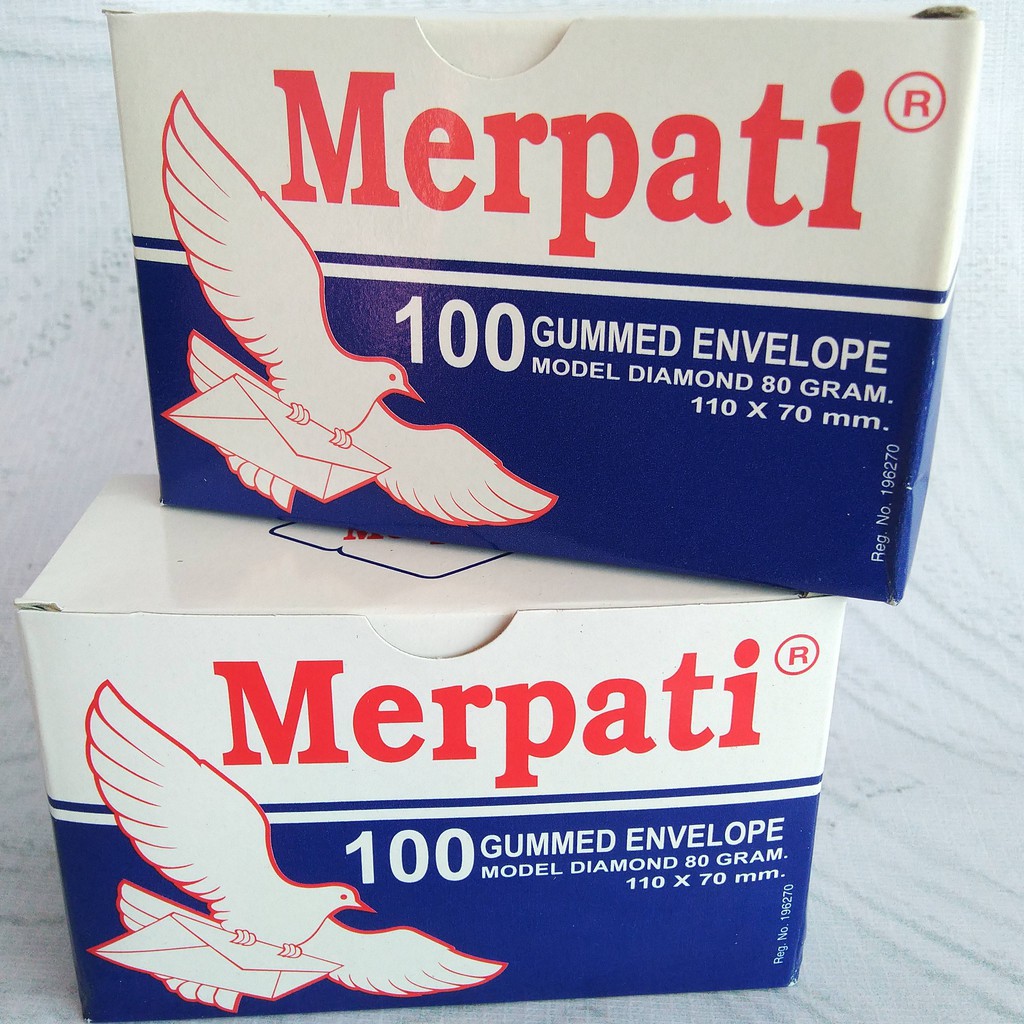 Merpati ®
100 GUMMED ENVELOPE
MODEL DIAMOND 80 GRAM.
110 X 70 mm.
Reg. No. 196270
Merpati ®
100 GUMMED ENVELOPE
MODEL DIAMOND 80 GRAM.
110 X 70 mm.
Reg. No. 196270